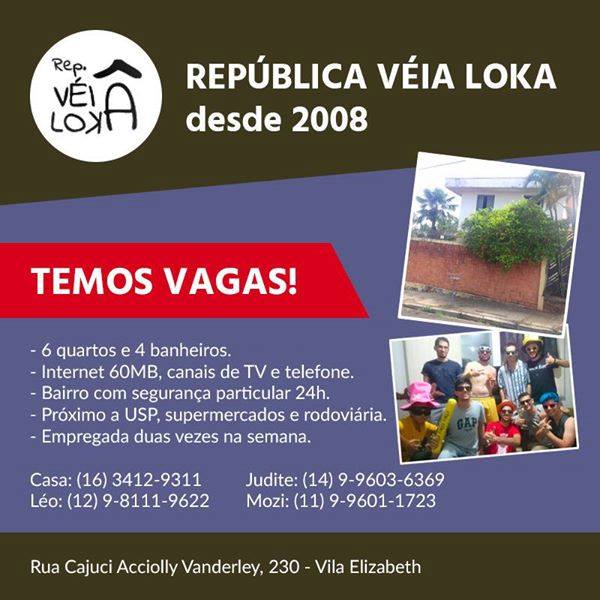 Rep.
VÉIÂ
LOKÂ
REPÚBLICA VÉIA LOKA
desde 2008
TEMOS VAGAS!
- 6 quartos e 4 banheiros.
- Internet 60MB, canais de TV e telefone.
- Bairro com segurança particular 24h.
- Próximo a USP, supermercados e rodoviária.
- Empregada duas vezes na semana.
Casa: (16) 3412-9311 Judite: (14) 9-9603-6369
Léo: (12) 9-8111-9622 Mozi: (11) 9-9601-1723
Rua Cajuci Acciolly Vanderley, 230 - Vila Elizabeth
GAP